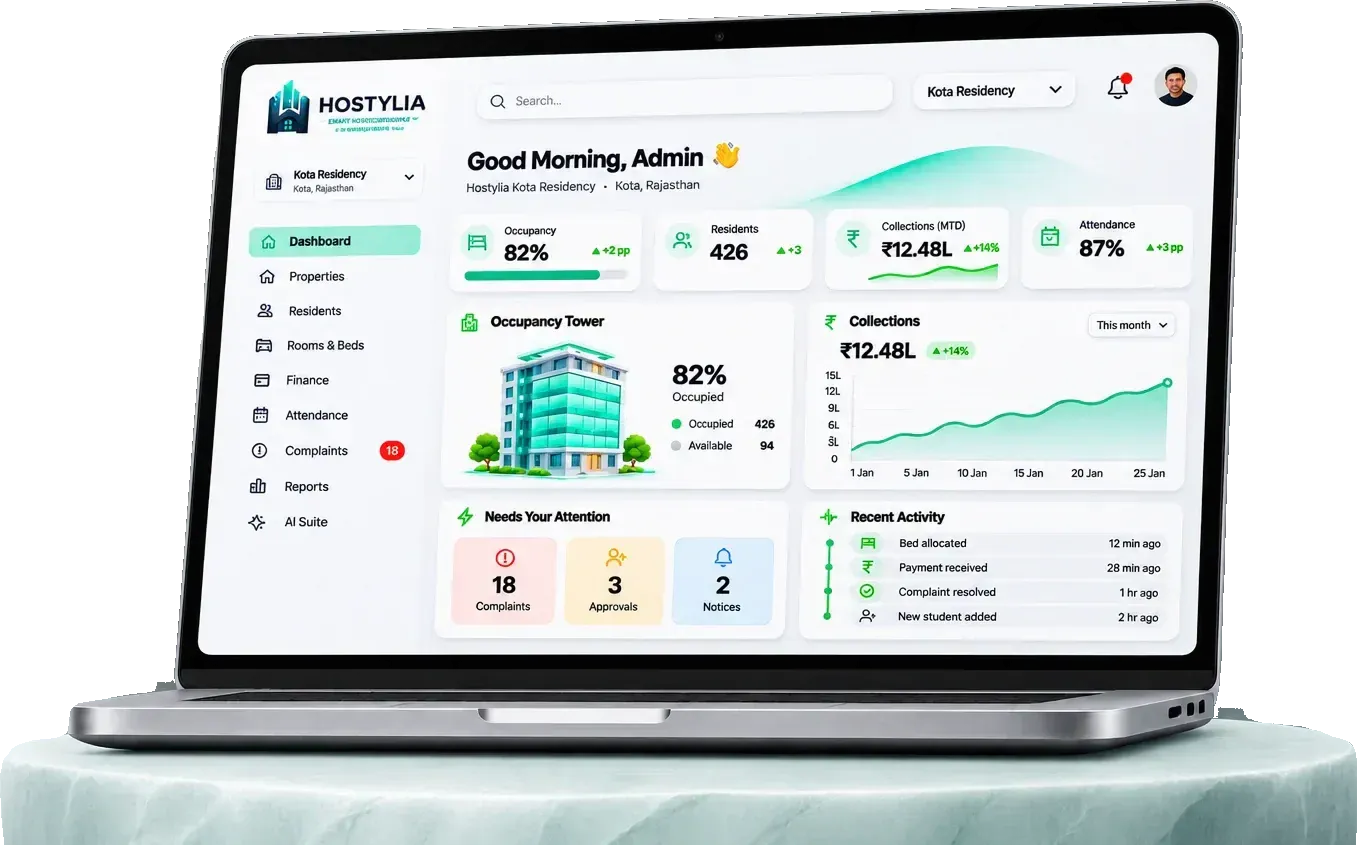 HOSTYLIA
Search...
Kota Residency
Kota Residency
Kota, Rajasthan
Dashboard
Properties
Residents
Rooms & Beds
Finance
Attendance
Complaints
18
Reports
AI Suite
Good Morning, Admin 👋
Hostylia Kota Residency • Kota, Rajasthan
Occupancy
82%
▲+2 pp
Residents
426
▲+3
₹
Collections (MTD)
₹12.48L
▲+14%
Attendance
87%
▲+3 pp
Occupancy Tower
82%
Occupied
Occupied 426
Available 94
₹ Collections
This month
₹12.48L
▲+14%
15L
12L
9L
6L
0
1 Jan 5 Jan 10 Jan 15 Jan 20 Jan 25 Jan
Needs Your Attention
18
Complaints
3
Approvals
2
Notices
Recent Activity
Bed allocated 12 min ago
₹ Payment received 28 min ago
Complaint resolved 1 hr ago
New student added 2 hr ago